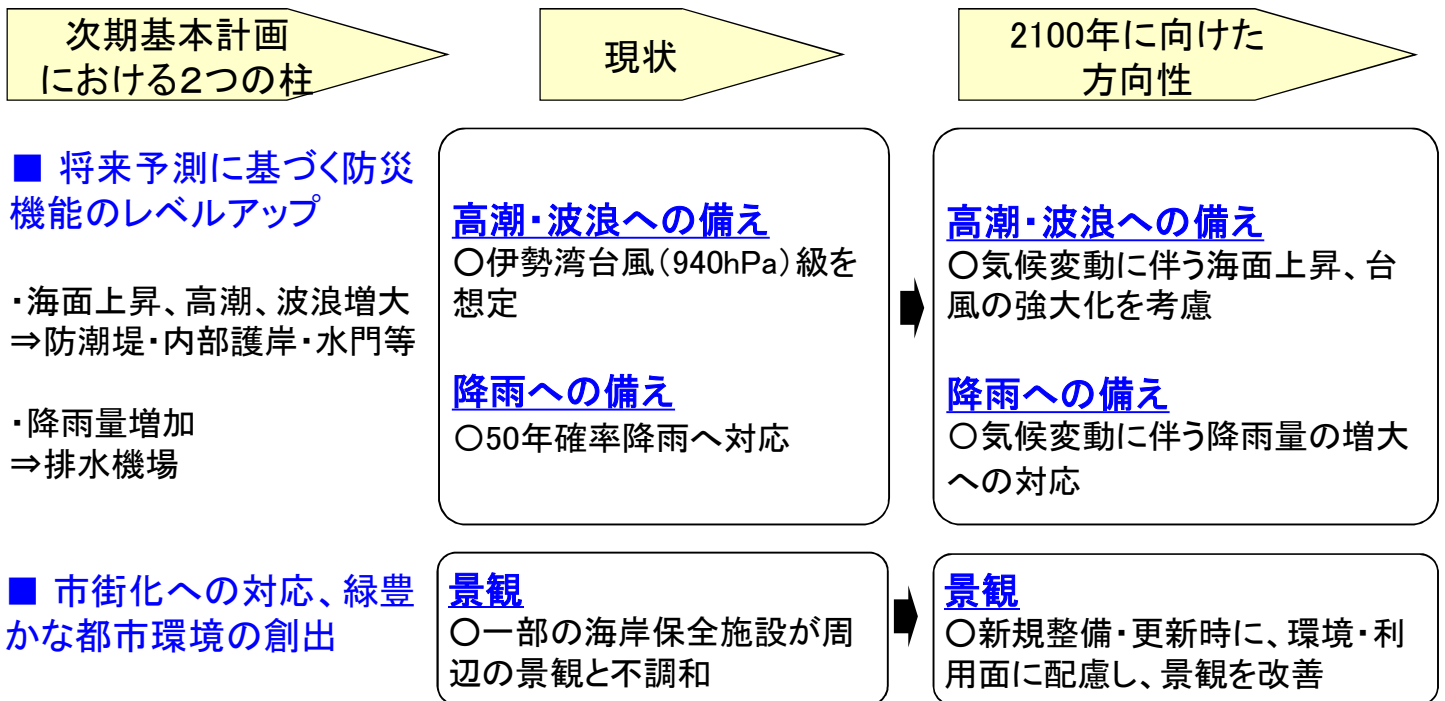 次期基本計画
における2つの柱
現状
2100年に向けた
方向性
■ 将来予測に基づく防災
機能のレベルアップ
・海面上昇、高潮、波浪増大
⇒防潮堤・内部護岸・水門等
・降雨量増加
⇒排水機場
高潮・波浪への備え
〇伊勢湾台風（940hPa）級を
想定
降雨への備え
〇50年確率降雨へ対応
高潮・波浪への備え
〇気候変動に伴う海面上昇、台
風の強大化を考慮
降雨への備え
〇気候変動に伴う降雨量の増大
への対応
■ 市街化への対応、緑豊
かな都市環境の創出
景観
〇一部の海岸保全施設が周
辺の景観と不調和
景観
〇新規整備・更新時に、環境・利
用面に配慮し、景観を改善